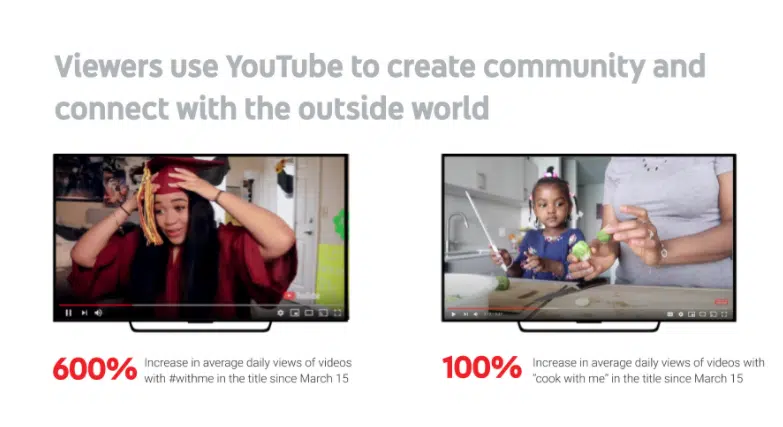 Viewers use YouTube to create community and
connect with the outside world
YouTube
600%
Increase in average daily views of videos
with #withme in the title since March 15
100%
Increase in average daily views of videos with
"cook with me" in the title since March 15